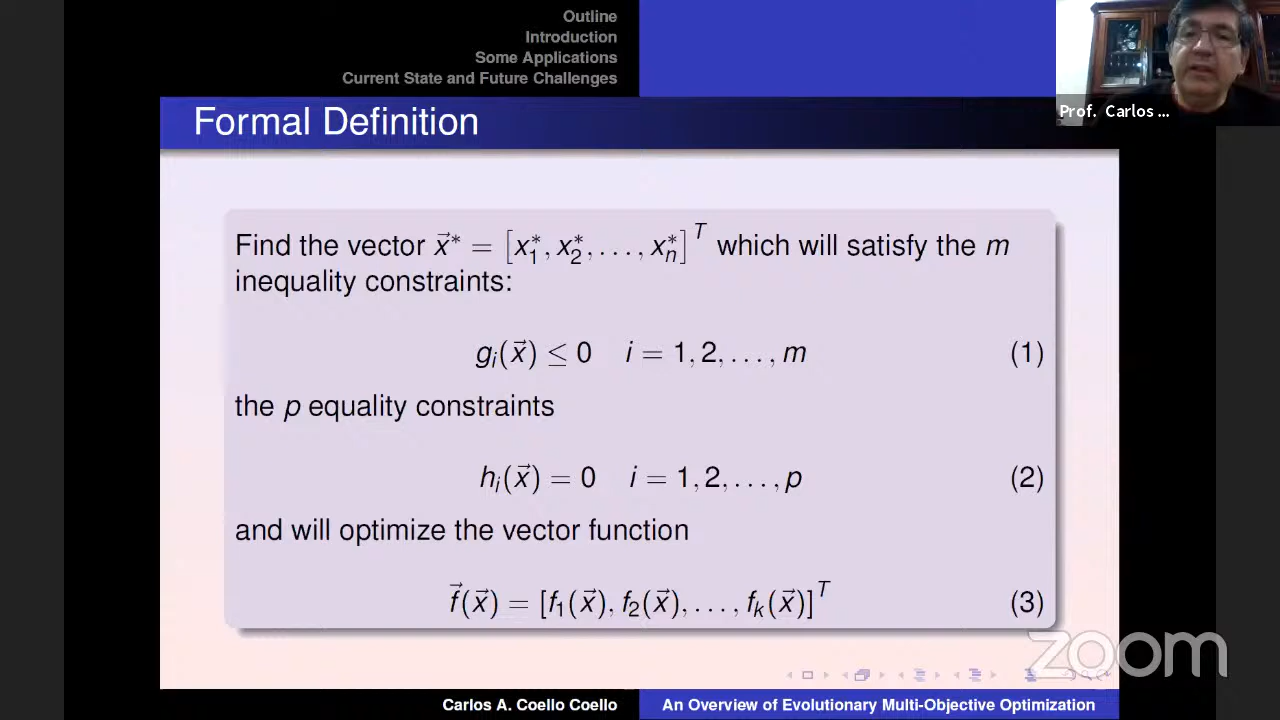 Outline
Introduction
Some Applications
Current State and Future Challenges
Prof. Carlos ...
Formal Definition
Find the vector x⃗* = [x₁*, x₂*, . . . , xₙ*]ᵀ which will satisfy the m
inequality constraints:
gᵢ(x⃗) ≤ 0 i = 1, 2, . . . , m (1)
the p equality constraints
hᵢ(x⃗) = 0 i = 1, 2, . . . , p (2)
and will optimize the vector function
f⃗(x⃗) = [f₁(x⃗), f₂(x⃗), . . . , fₖ(x⃗)]ᵀ (3)
zoom
Carlos A. Coello Coello An Overview of Evolutionary Multi-Objective Optimization